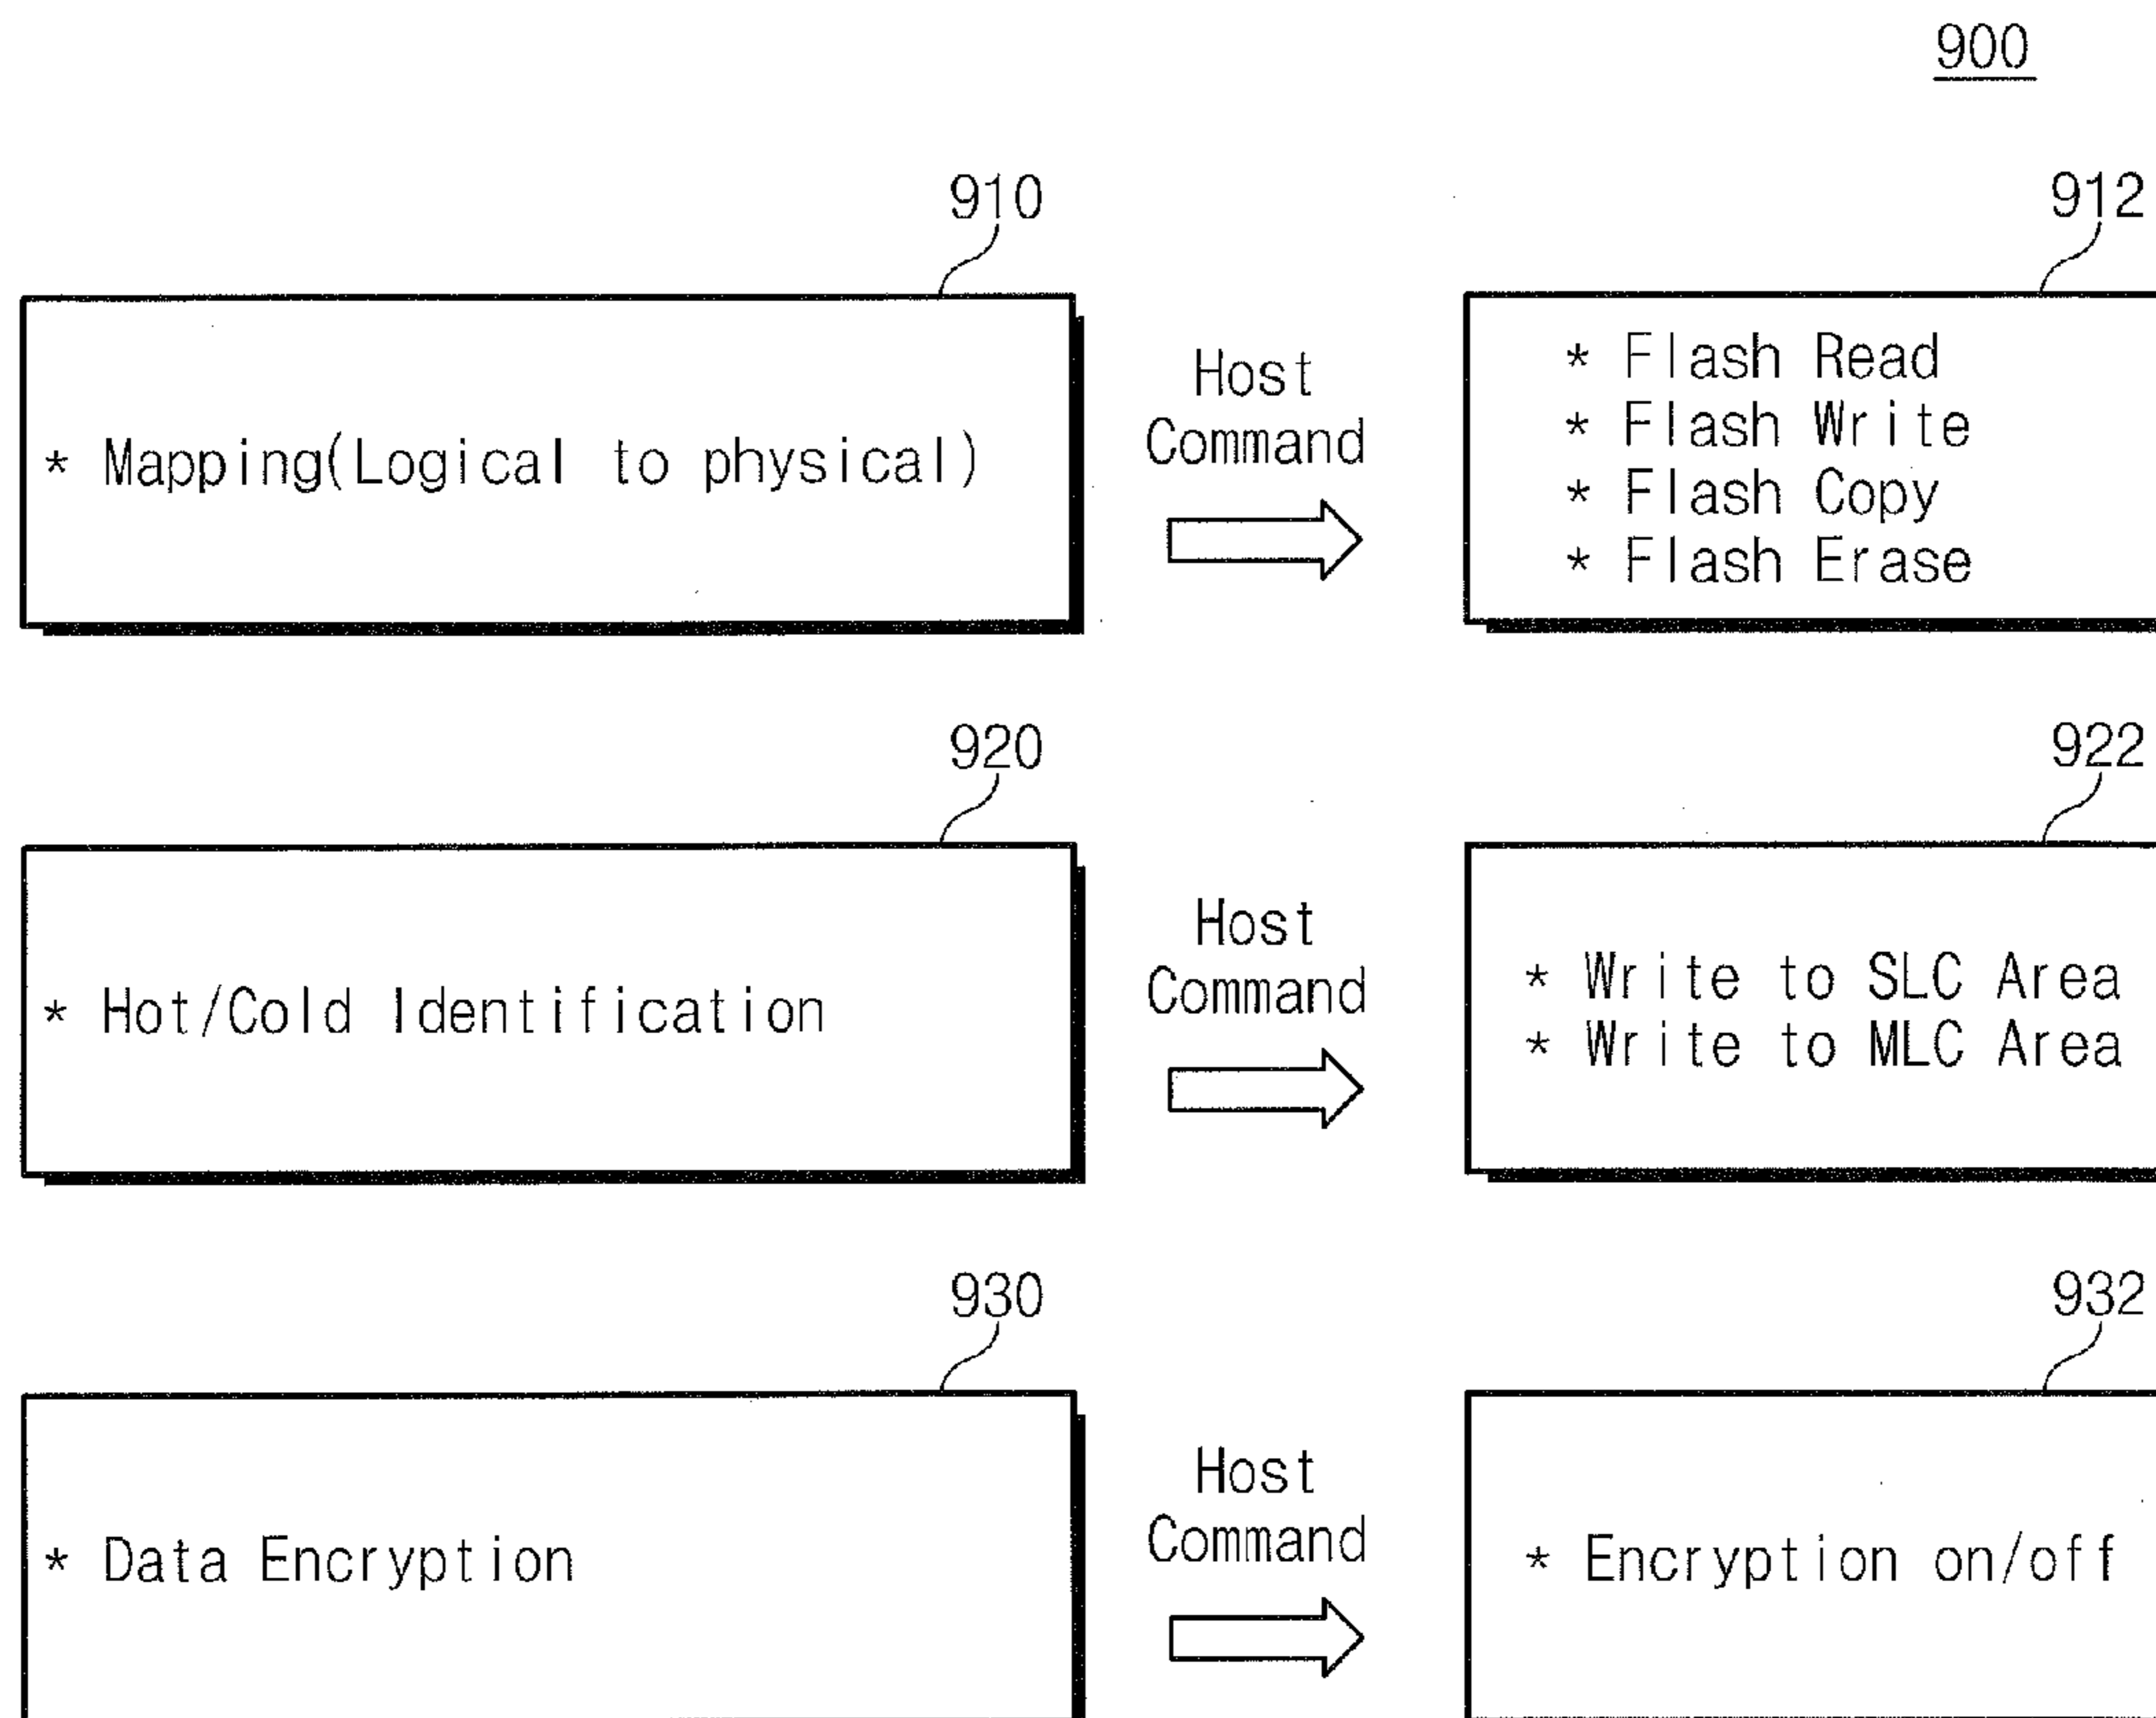 900
910
912
* Mapping(Logical to physical)
Host
Command
* Flash Read
* Flash Write
* Flash Copy
* Flash Erase
920
922
* Hot/Cold Identification
Host
Command
* Write to SLC Area
* Write to MLC Area
930
932
* Data Encryption
Host
Command
* Encryption on/off